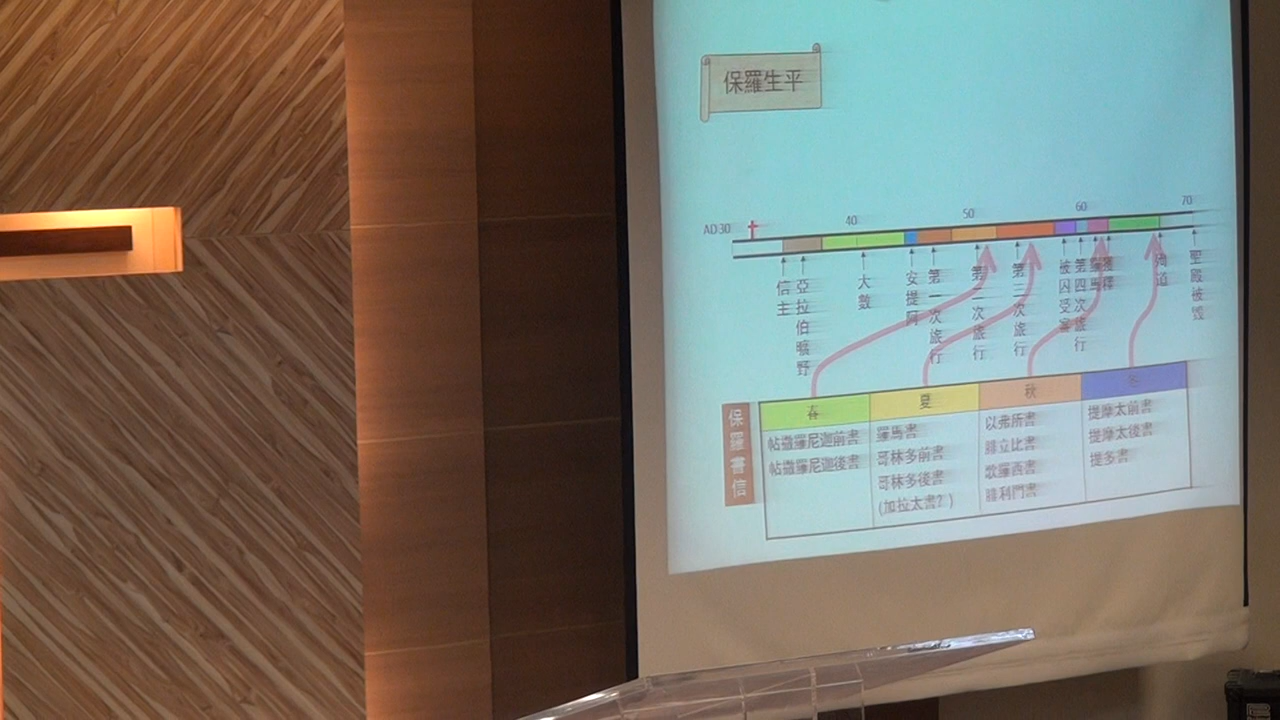 保羅生平
AD30
40
50
60
70
信主
亞拉伯曠野
大數
安提阿
第一次旅行
第二次旅行
第三次旅行
被囚受審
第四次旅行
羅馬
獲釋
殉道
聖殿被毀
保羅書信
春
夏
秋
冬
帖撒羅尼迦前書
帖撒羅尼迦後書
羅馬書
哥林多前書
哥林多後書
(加拉太書?)
以弗所書
腓立比書
歌羅西書
腓利門書
提摩太前書
提摩太後書
提多書